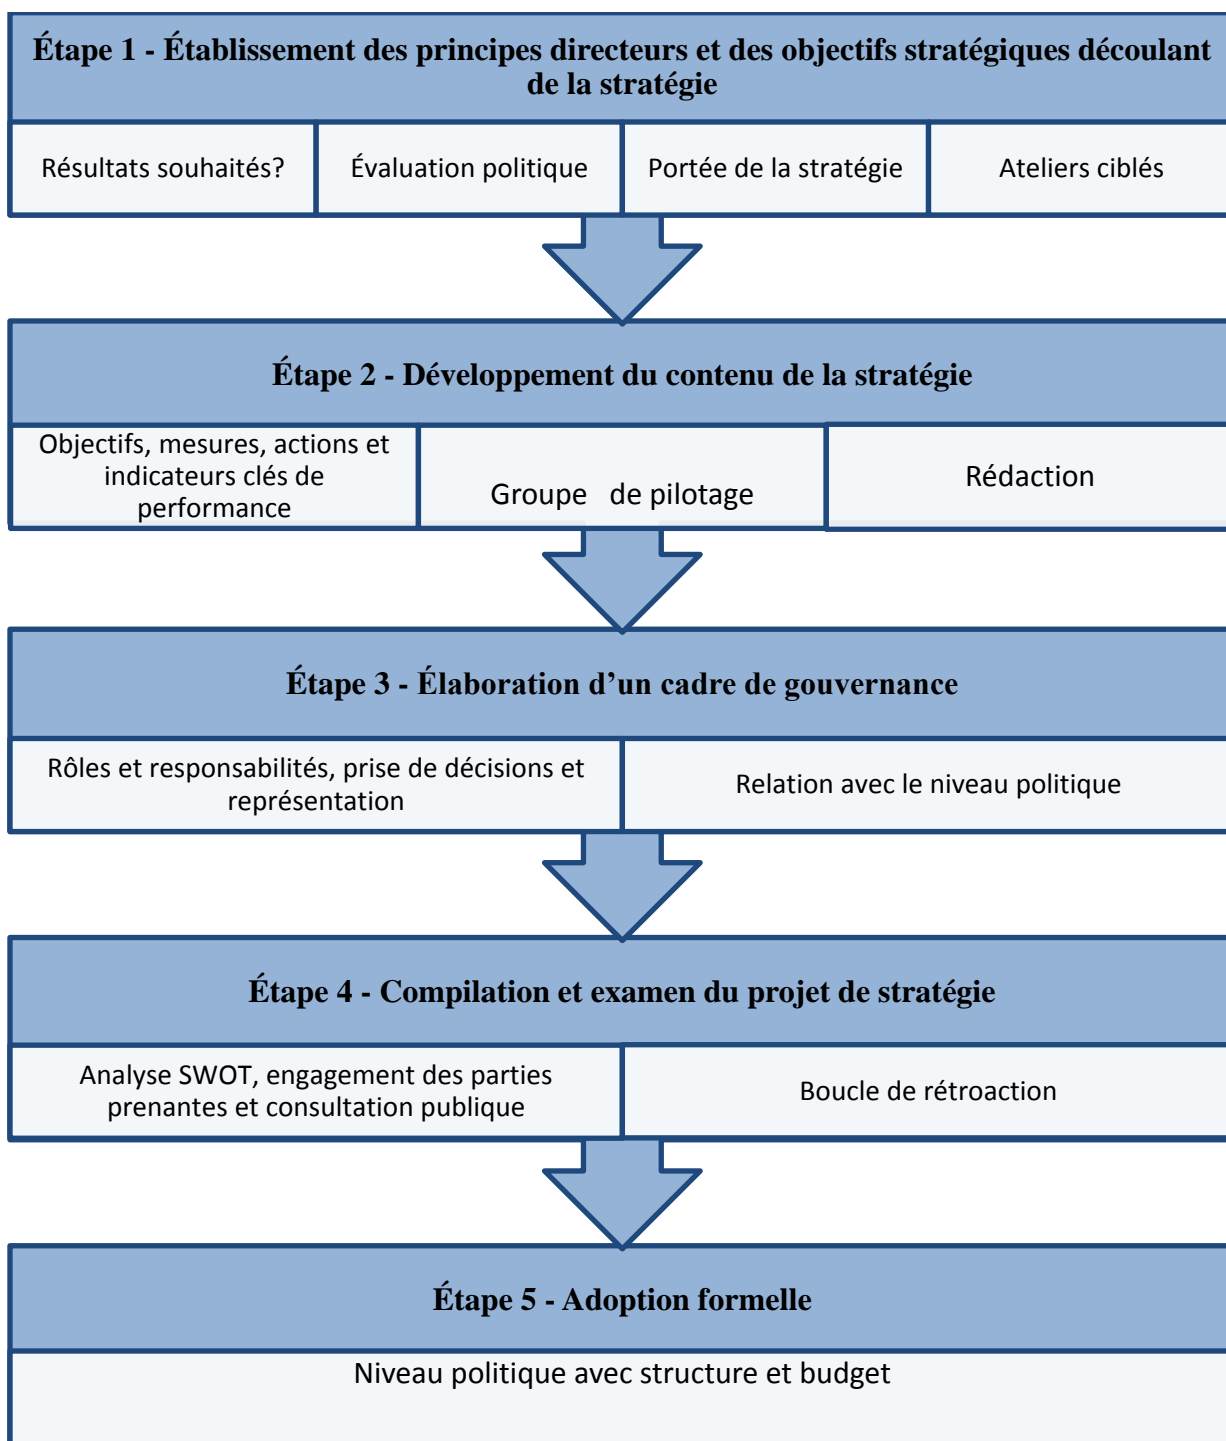 Étape 1 - Établissement des principes directeurs et des objectifs stratégiques découlant
de la stratégie
Résultats souhaités?
Évaluation politique
Portée de la stratégie
Ateliers ciblés
Étape 2 - Développement du contenu de la stratégie
Objectifs, mesures, actions et
indicateurs clés de
performance
Groupe de pilotage
Rédaction
Étape 3 - Élaboration d’un cadre de gouvernance
Rôles et responsabilités, prise de décisions et
représentation
Relation avec le niveau politique
Étape 4 - Compilation et examen du projet de stratégie
Analyse SWOT, engagement des parties
prenantes et consultation publique
Boucle de rétroaction
Étape 5 - Adoption formelle
Niveau politique avec structure et budget